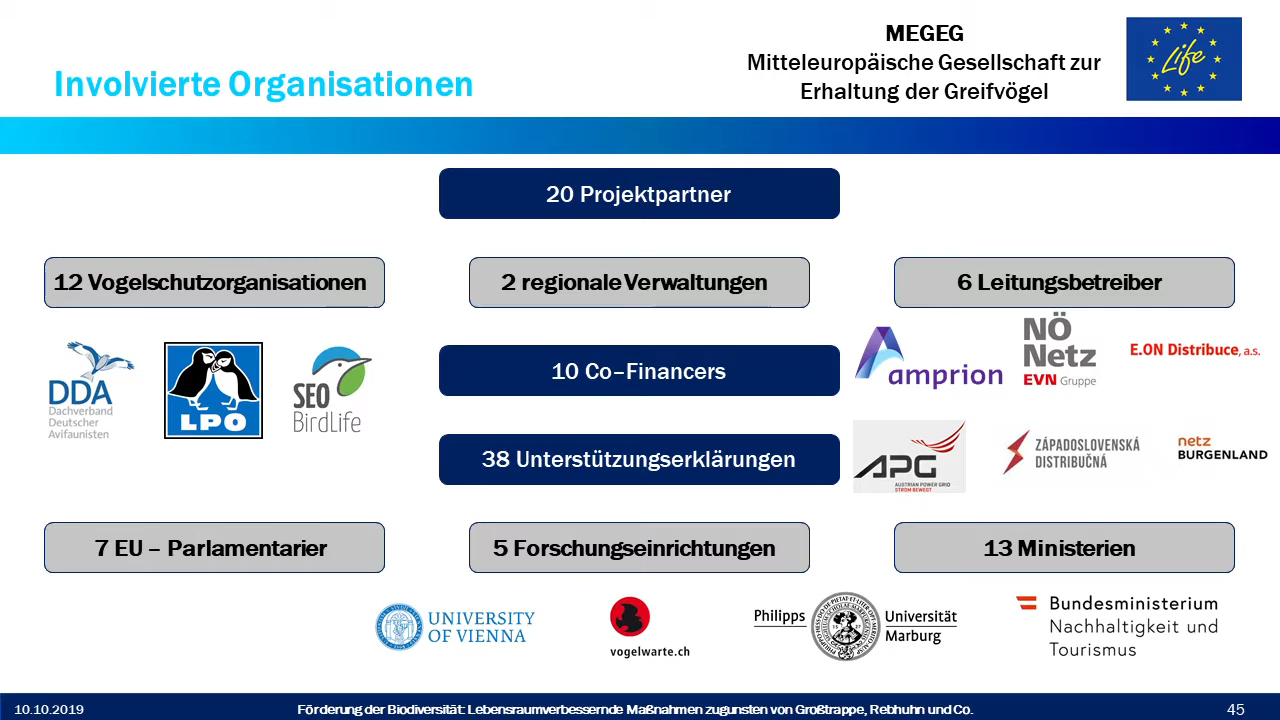 MEGEG
Mitteleuropäische Gesellschaft zur
Erhaltung der Greifvögel
Life
Involvierte Organisationen
20 Projektpartner
12 Vogelschutzorganisationen
2 regionale Verwaltungen
6 Leitungsbetreiber
DDA
Dachverband
Deutscher
Avifaunisten
LPO
SEO
BirdLife
10 Co–Financers
amprion
NÖ
Netz
EVN Gruppe
E.ON Distribuce, a.s.
38 Unterstützungserklärungen
APG
AUSTRIAN POWER GRID
STROM BEWEGT
ZÁPADOSLOVENSKÁ
DISTRIBUČNÁ
netz
BURGENLAND
7 EU – Parlamentarier
5 Forschungseinrichtungen
13 Ministerien
UNIVERSITY
OF VIENNA
vogelwarte.ch
Philipps
Universität
Marburg
Bundesministerium
Nachhaltigkeit und
Tourismus
10.10.2019
Förderung der Biodiversität: Lebensraumverbessernde Maßnahmen zugunsten von Großtrappe, Rebhuhn und Co.
45